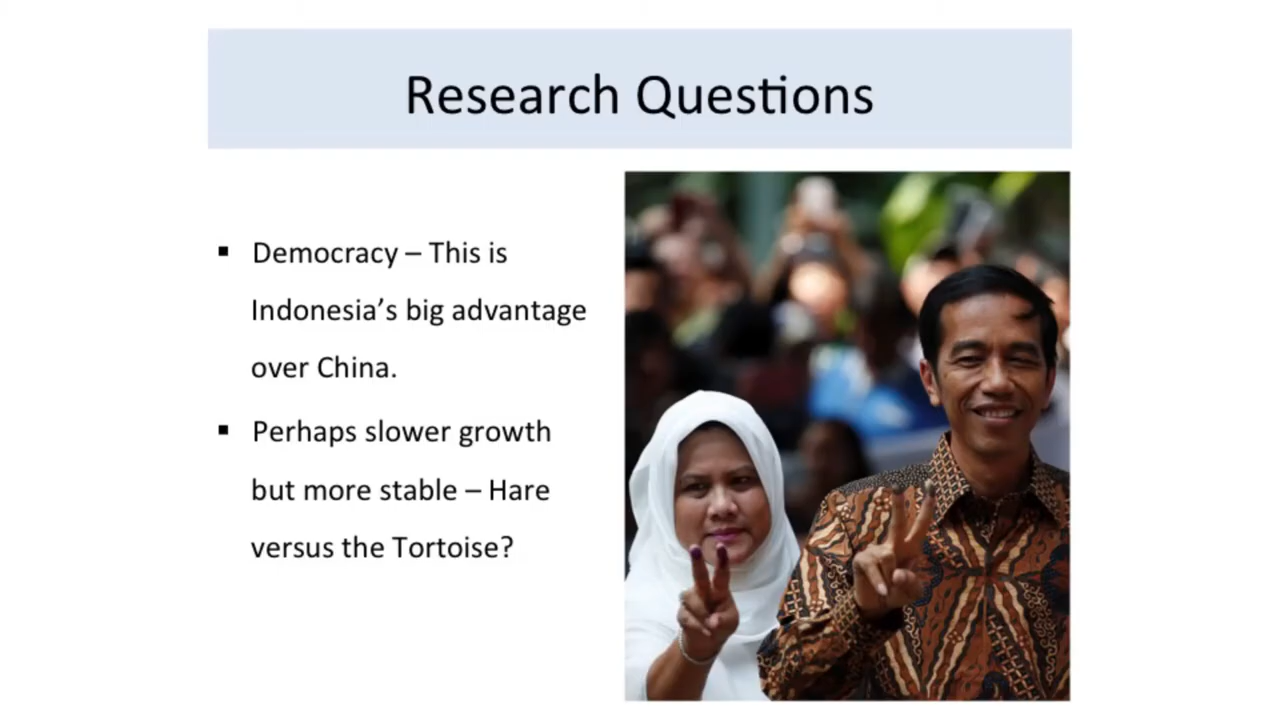 Research Questions
▪ Democracy – This is
Indonesia’s big advantage
over China.
▪ Perhaps slower growth
but more stable – Hare
versus the Tortoise?